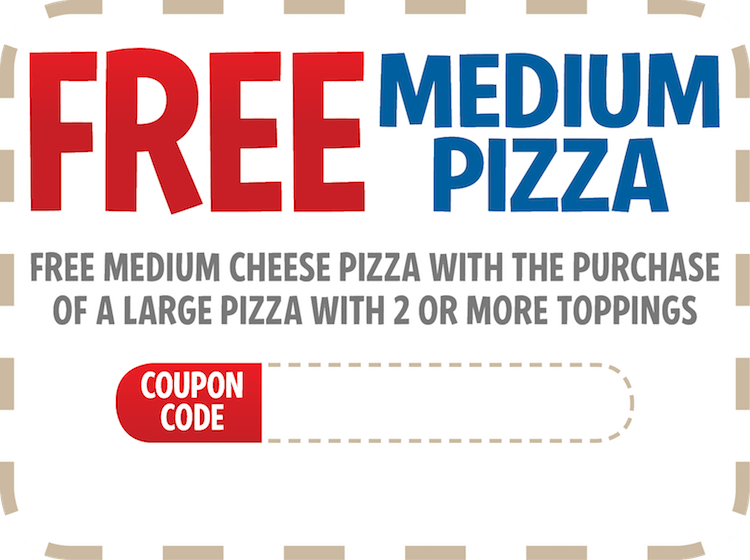 FREE MEDIUM
PIZZA
FREE MEDIUM CHEESE PIZZA WITH THE PURCHASE
OF A LARGE PIZZA WITH 2 OR MORE TOPPINGS
COUPON
CODE